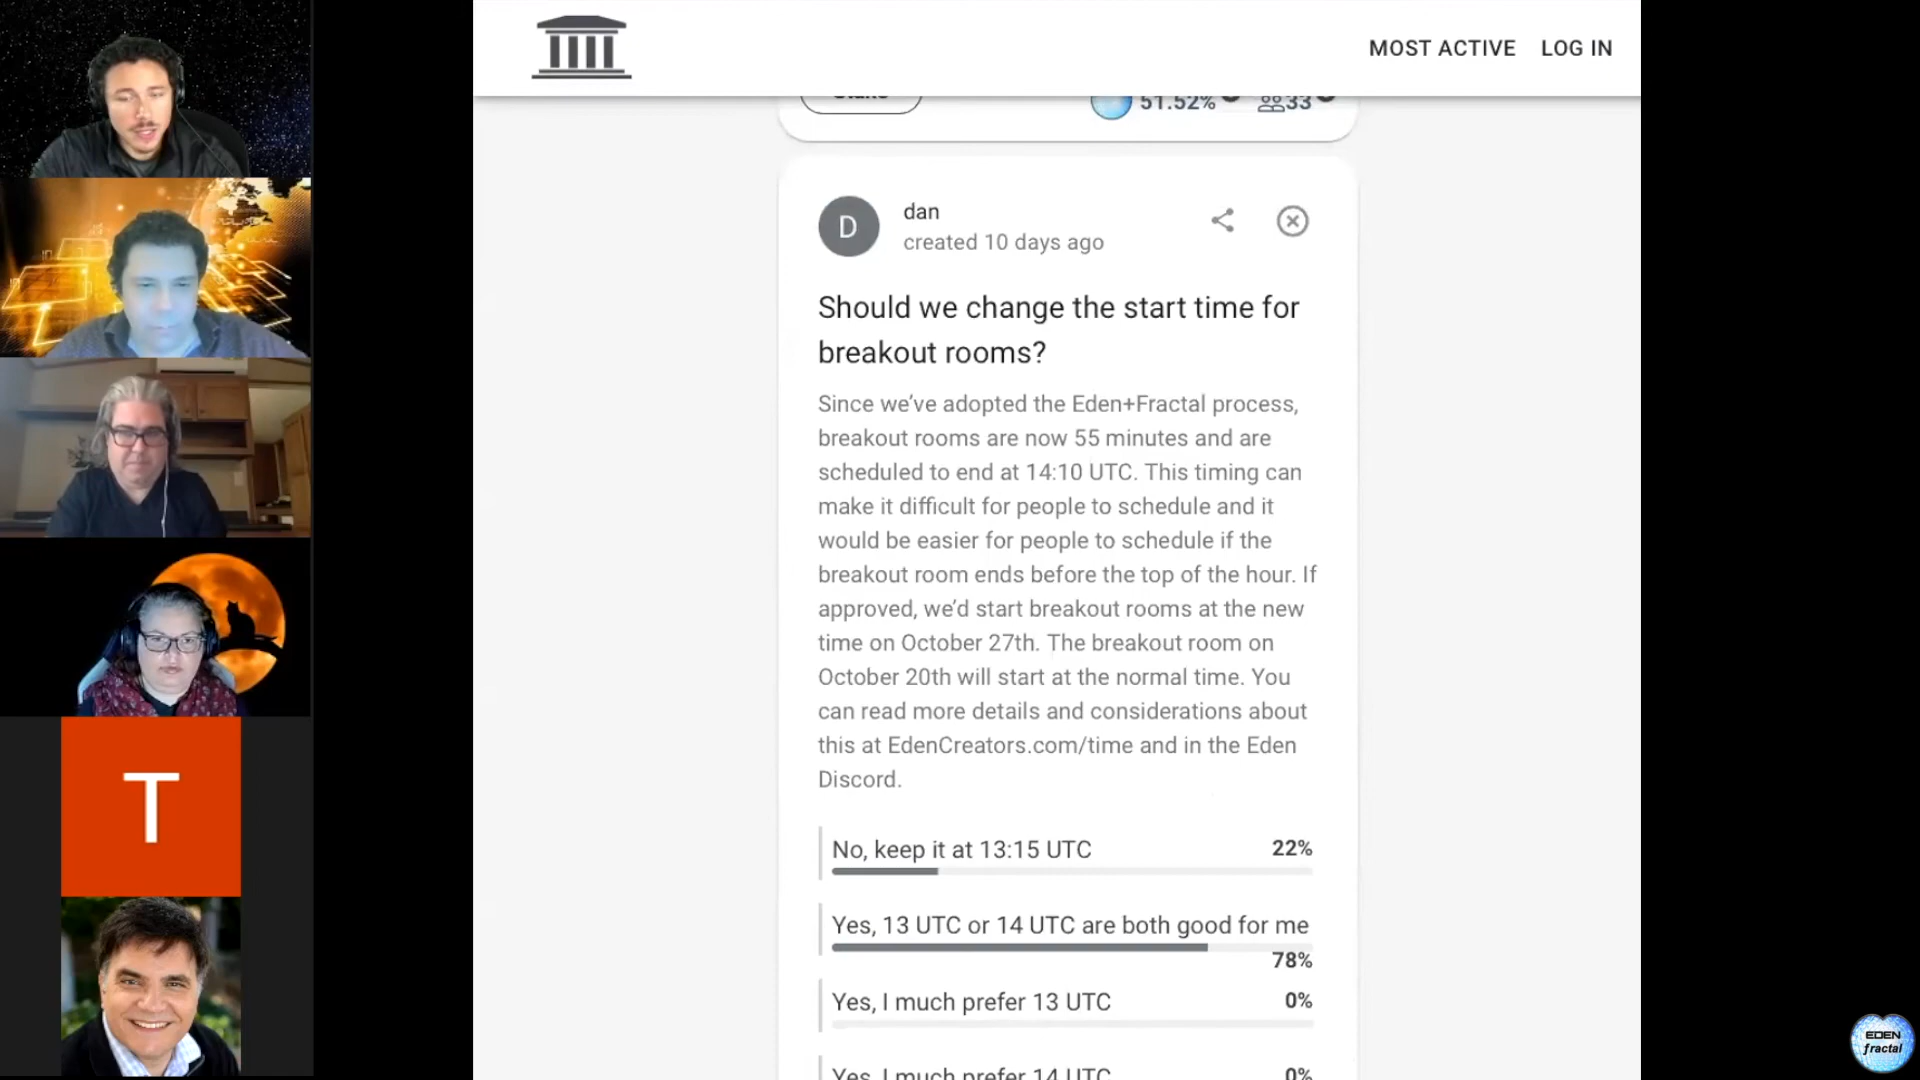 MOST ACTIVE LOG IN
51.52% 33
D
dan
created 10 days ago
Should we change the start time for
breakout rooms?
Since we've adopted the Eden+Fractal process,
breakout rooms are now 55 minutes and are
scheduled to end at 14:10 UTC. This timing can
make it difficult for people to schedule and it
would be easier for people to schedule if the
breakout room ends before the top of the hour. If
approved, we'd start breakout rooms at the new
time on October 27th. The breakout room on
October 20th will start at the normal time. You
can read more details and considerations about
this at EdenCreators.com/time and in the Eden
Discord.
No, keep it at 13:15 UTC 22%
Yes, 13 UTC or 14 UTC are both good for me
78%
Yes, I much prefer 13 UTC 0%
Yes, I much prefer 14 UTC 0%
T
EDEN
fractal